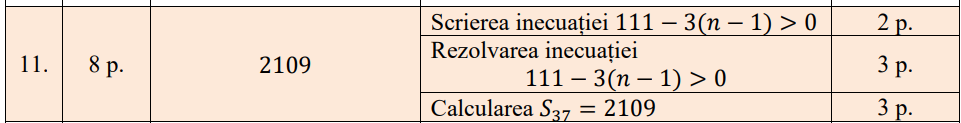 11.
8 p.
2109
Scrierea inecuației 111 − 3(n − 1) > 0
2 p.
Rezolvarea inecuației
111 − 3(n − 1) > 0
3 p.
Calcularea S₃₇ = 2109
3 p.